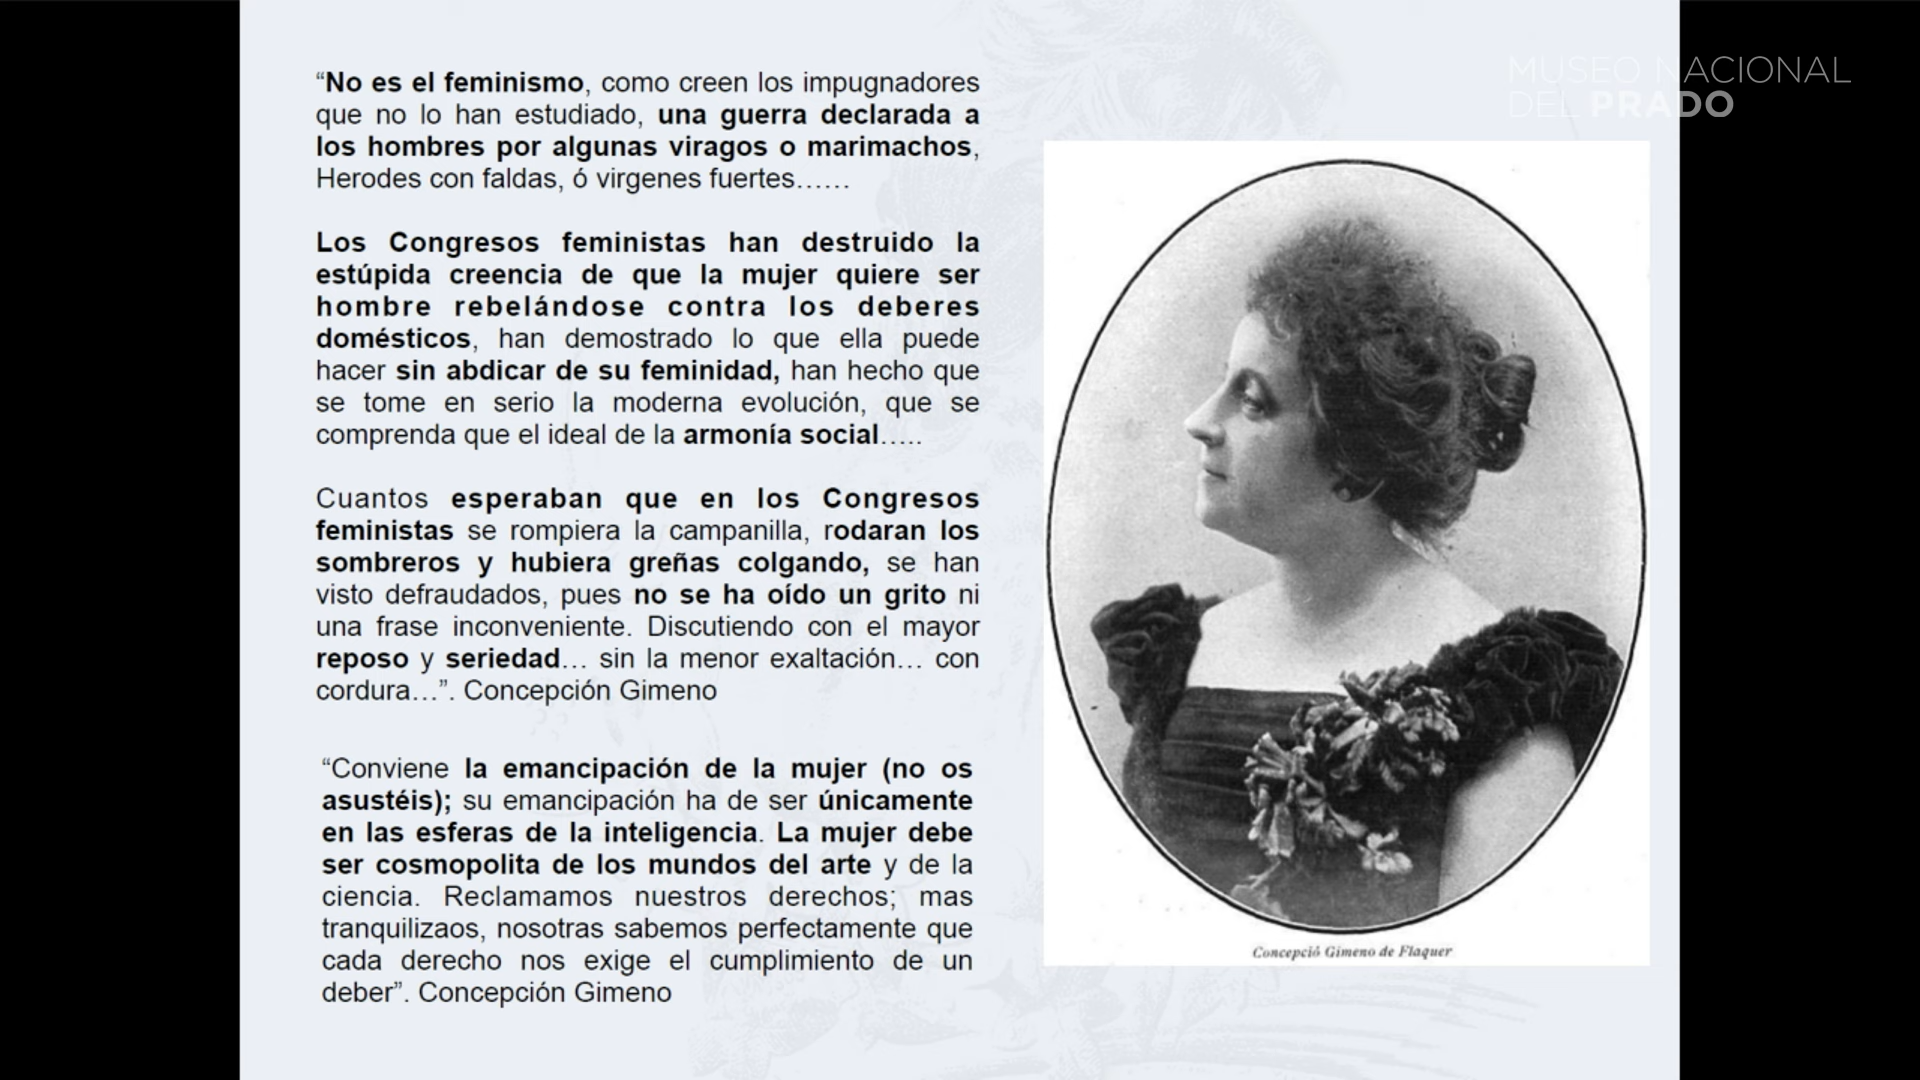 MUSEO NACIONAL
DEL PRADO
“No es el feminismo, como creen los impugnadores
que no lo han estudiado, una guerra declarada a
los hombres por algunas viragos o marimachos,
Herodes con faldas, ó virgenes fuertes……
Los Congresos feministas han destruido la
estúpida creencia de que la mujer quiere ser
hombre rebelándose contra los deberes
domésticos, han demostrado lo que ella puede
hacer sin abdicar de su feminidad, han hecho que
se tome en serio la moderna evolución, que se
comprenda que el ideal de la armonía social…..
Cuantos esperaban que en los Congresos
feministas se rompiera la campanilla, rodaran los
sombreros y hubiera greñas colgando, se han
visto defraudados, pues no se ha oído un grito ni
una frase inconveniente. Discutiendo con el mayor
reposo y seriedad… sin la menor exaltación… con
cordura…”. Concepción Gimeno
“Conviene la emancipación de la mujer (no os
asustéis); su emancipación ha de ser únicamente
en las esferas de la inteligencia. La mujer debe
ser cosmopolita de los mundos del arte y de la
ciencia. Reclamamos nuestros derechos; mas
tranquilizaos, nosotras sabemos perfectamente que
cada derecho nos exige el cumplimiento de un
deber”. Concepción Gimeno
Concepció Gimeno de Flaquer